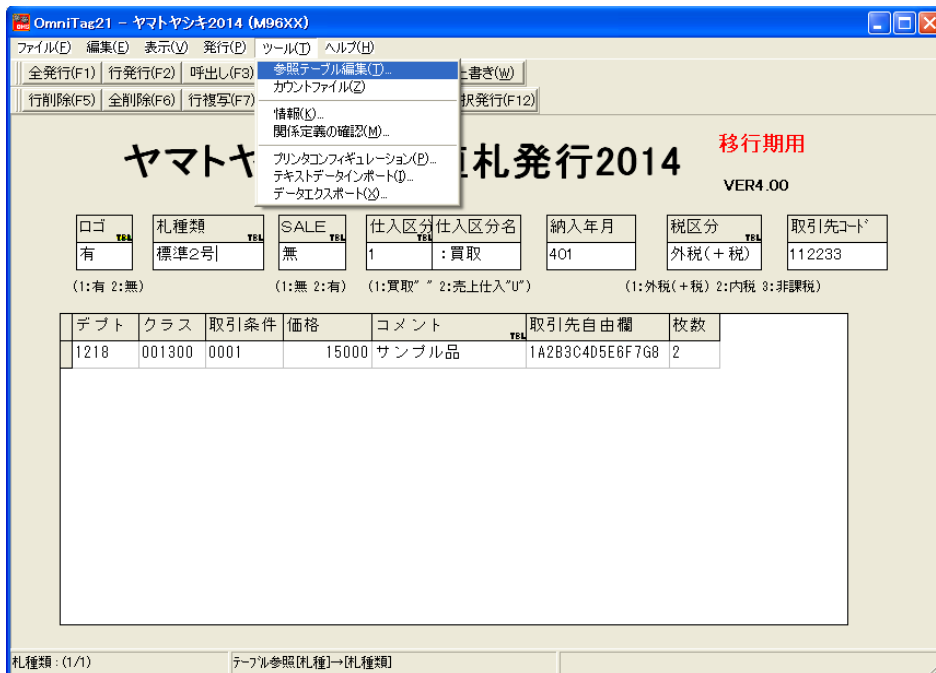 OmniTag21 - ヤマトヤシキ2014 (M96XX)
ファイル(F) 編集(E) 表示(V) 発行(P) ツール(T) ヘルプ(H)
全発行(F1) 行発行(F2) 呼出し(F3) 上書き(W)
行削除(F5) 全削除(F6) 行複写(F7) 択発行(F12)
参照テーブル編集(T)...
カウントファイル(Z)
情報(K)...
関係定義の確認(M)...
プリンタコンフィギュレーション(P)...
テキストデータインポート(I)...
データエクスポート(X)...
ヤマトヤ 札発行2014
移行期用
VER4.00
ロゴ TBL 札種類 TBL SALE TBL 仕入区分 TBL 仕入区分名 納入年月 税区分 TBL 取引先コード
有 標準2号 無 1 :買取 401 外税(+税) 112233
(1:有 2:無) (1:無 2:有) (1:買取" " 2:売上仕入"U") (1:外税(+税) 2:内税 3:非課税)
デプト クラス 取引条件 価格 コメント TBL 取引先自由欄 枚数
1218 001300 0001 15000 サンプル品 1A2B3C4D5E6F7G8 2
札種類:(1/1) テーブル参照[札種]→[札種類]